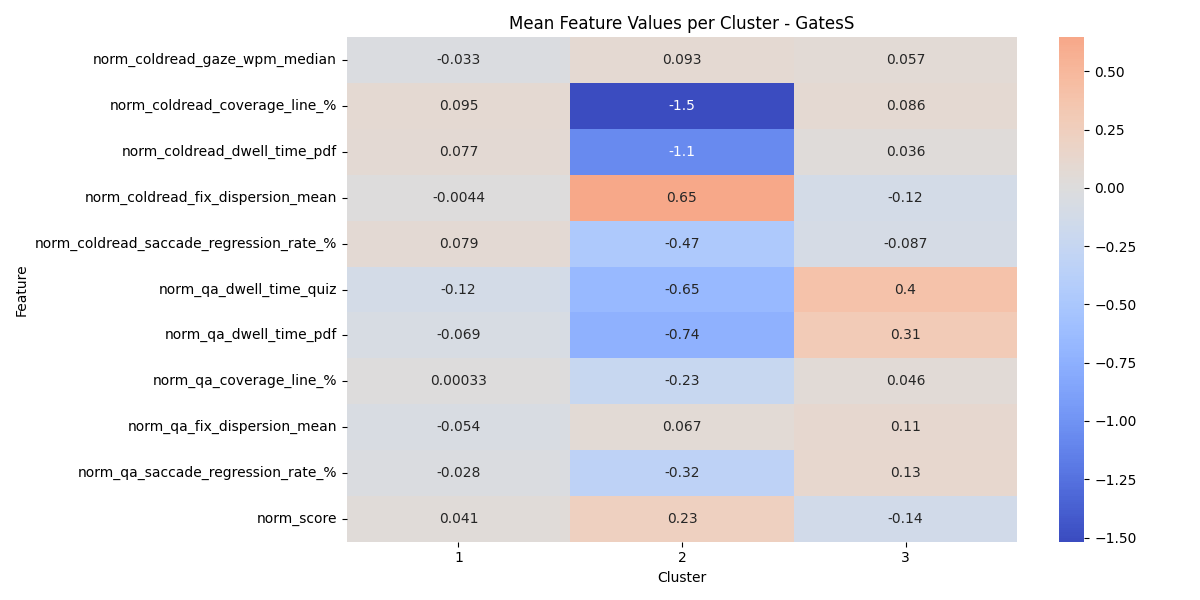 Mean Feature Values per Cluster - GatesS
norm_coldread_gaze_wpm_median -0.033 0.093 0.057
norm_coldread_coverage_line_% 0.095 -1.5 0.086
norm_coldread_dwell_time_pdf 0.077 -1.1 0.036
norm_coldread_fix_dispersion_mean -0.0044 0.65 -0.12
norm_coldread_saccade_regression_rate_% 0.079 -0.47 -0.087
norm_qa_dwell_time_quiz -0.12 -0.65 0.4
norm_qa_dwell_time_pdf -0.069 -0.74 0.31
norm_qa_coverage_line_% 0.00033 -0.23 0.046
norm_qa_fix_dispersion_mean -0.054 0.067 0.11
norm_qa_saccade_regression_rate_% -0.028 -0.32 0.13
norm_score 0.041 0.23 -0.14
Feature
1 2 3
Cluster
0.50
0.25
0.00
−0.25
−0.50
−0.75
−1.00
−1.25
−1.50